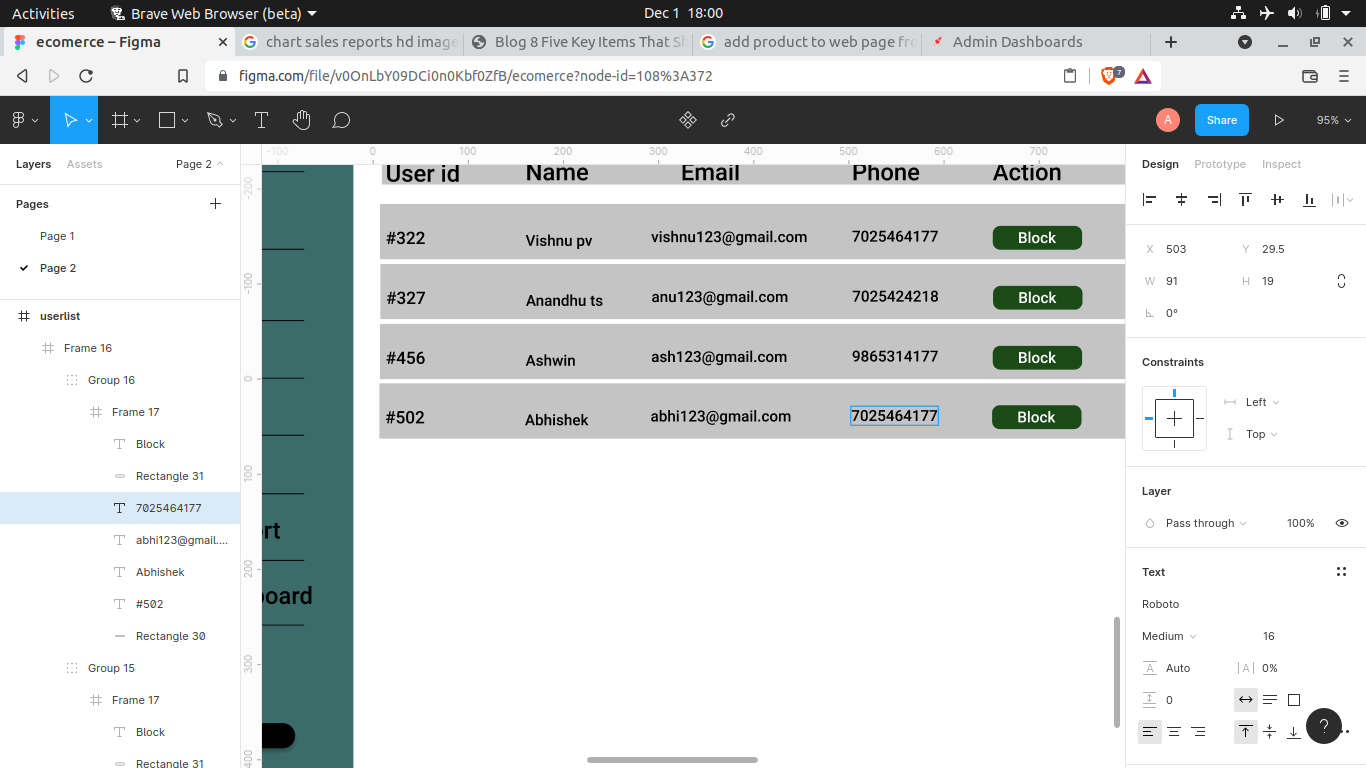 Activities Brave Web Browser (beta) Dec 1 18:00
ecomerce – Figma chart sales reports hd image Blog 8 Five Key Items That Sh add product to web page fro Admin Dashboards
figma.com/file/v0OnLbY09DCi0n0Kbf0ZfB/ecomerce?node-id=108%3A372 7
T A Share 95%
Layers Assets Page 2
Pages
Page 1
Page 2
userlist
Frame 16
Group 16
Frame 17
Block
Rectangle 31
7025464177
abhi123@gmail....
Abhishek
#502
Rectangle 30
Group 15
Frame 17
Block
Rectangle 31
-100 0 100 200 300 400 500 600 700
-200
-100
0
100
200
300
400
User id Name Email Phone Action
#322 Vishnu pv vishnu123@gmail.com 7025464177 Block
#327 Anandhu ts anu123@gmail.com 7025424218 Block
#456 Ashwin ash123@gmail.com 9865314177 Block
#502 Abhishek abhi123@gmail.com 7025464177 Block
rt
oard
Design Prototype Inspect
X 503 Y 29.5
W 91 H 19
0°
Constraints
Left
Top
Layer
Pass through 100%
Text
Roboto
Medium 16
A Auto |A| 0%
0
?